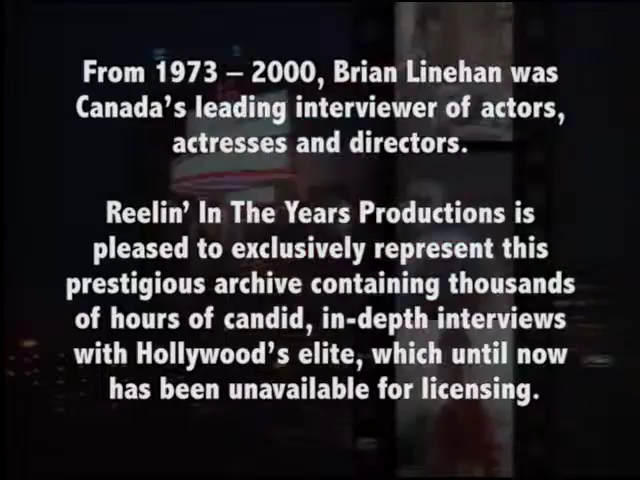 From 1973 – 2000, Brian Linehan was
Canada's leading interviewer of actors,
actresses and directors.
Reelin' In The Years Productions is
pleased to exclusively represent this
prestigious archive containing thousands
of hours of candid, in-depth interviews
with Hollywood's elite, which until now
has been unavailable for licensing.